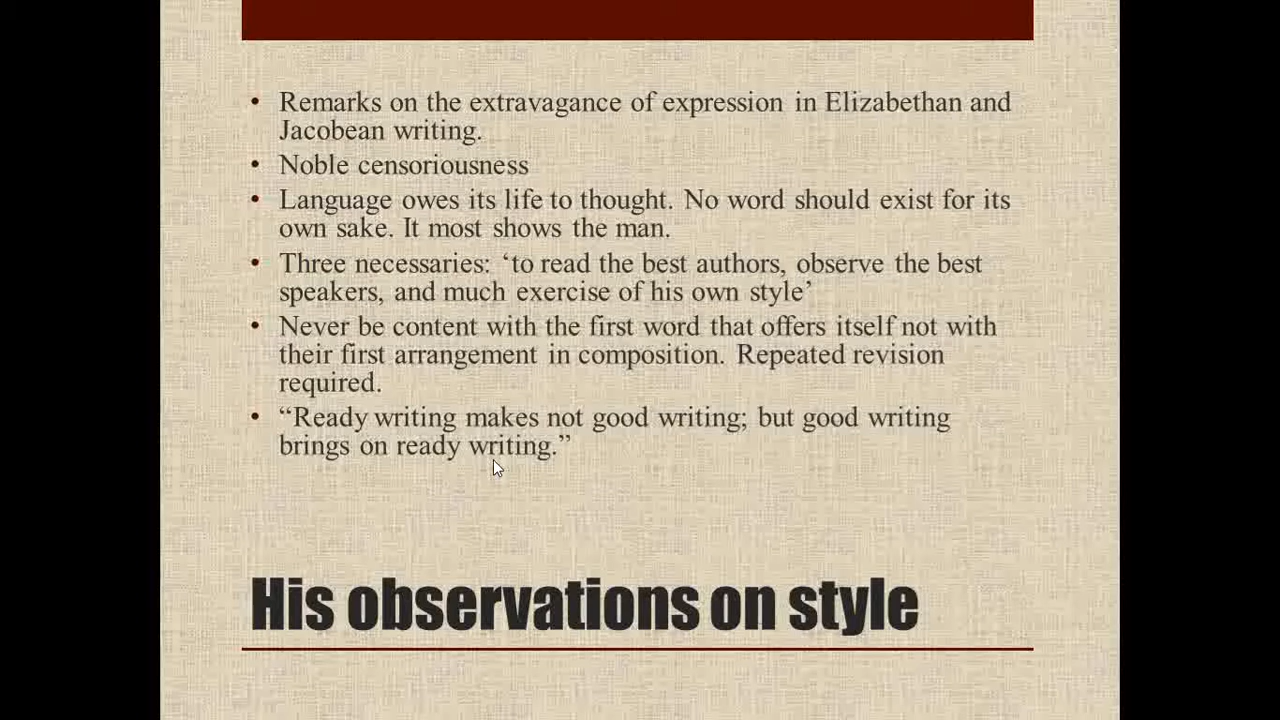 • Remarks on the extravagance of expression in Elizabethan and
Jacobean writing.
• Noble censoriousness
• Language owes its life to thought. No word should exist for its
own sake. It most shows the man.
• Three necessaries: ‘to read the best authors, observe the best
speakers, and much exercise of his own style’
• Never be content with the first word that offers itself not with
their first arrangement in composition. Repeated revision
required.
• “Ready writing makes not good writing; but good writing
brings on ready writing.”
His observations on style